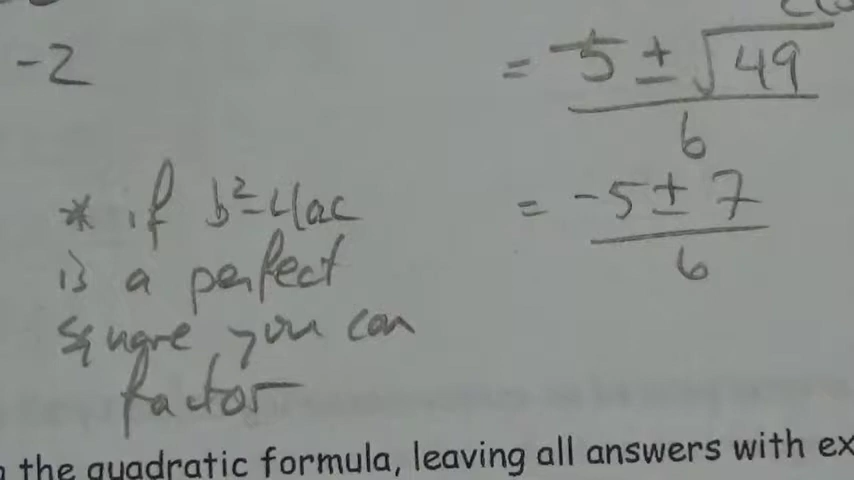 -2
= -5 ± √49
6
= -5 ± 7
6
* if b²-4ac
is a perfect
square, you can
factor
the quadratic formula, leaving all answers with ex